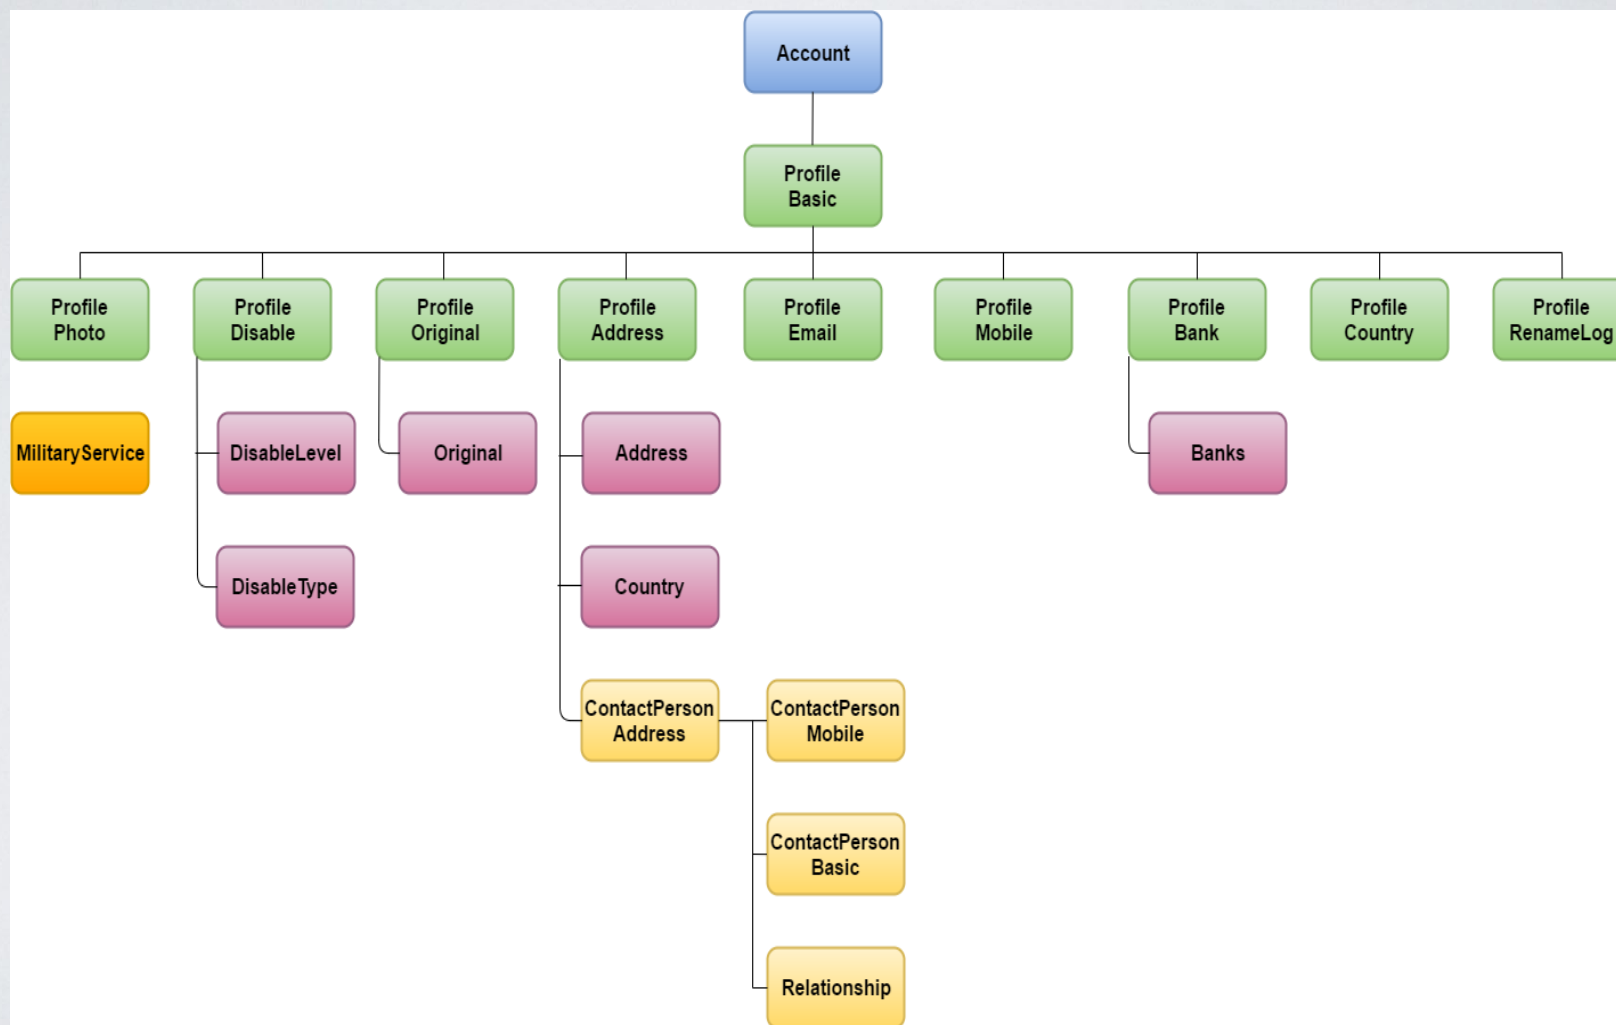 Account
Profile
Basic
Profile
Photo
Profile
Disable
Profile
Original
Profile
Address
Profile
Email
Profile
Mobile
Profile
Bank
Profile
Country
Profile
RenameLog
MilitaryService
DisableLevel
Original
Address
Banks
DisableType
Country
ContactPerson
Address
ContactPerson
Mobile
ContactPerson
Basic
Relationship